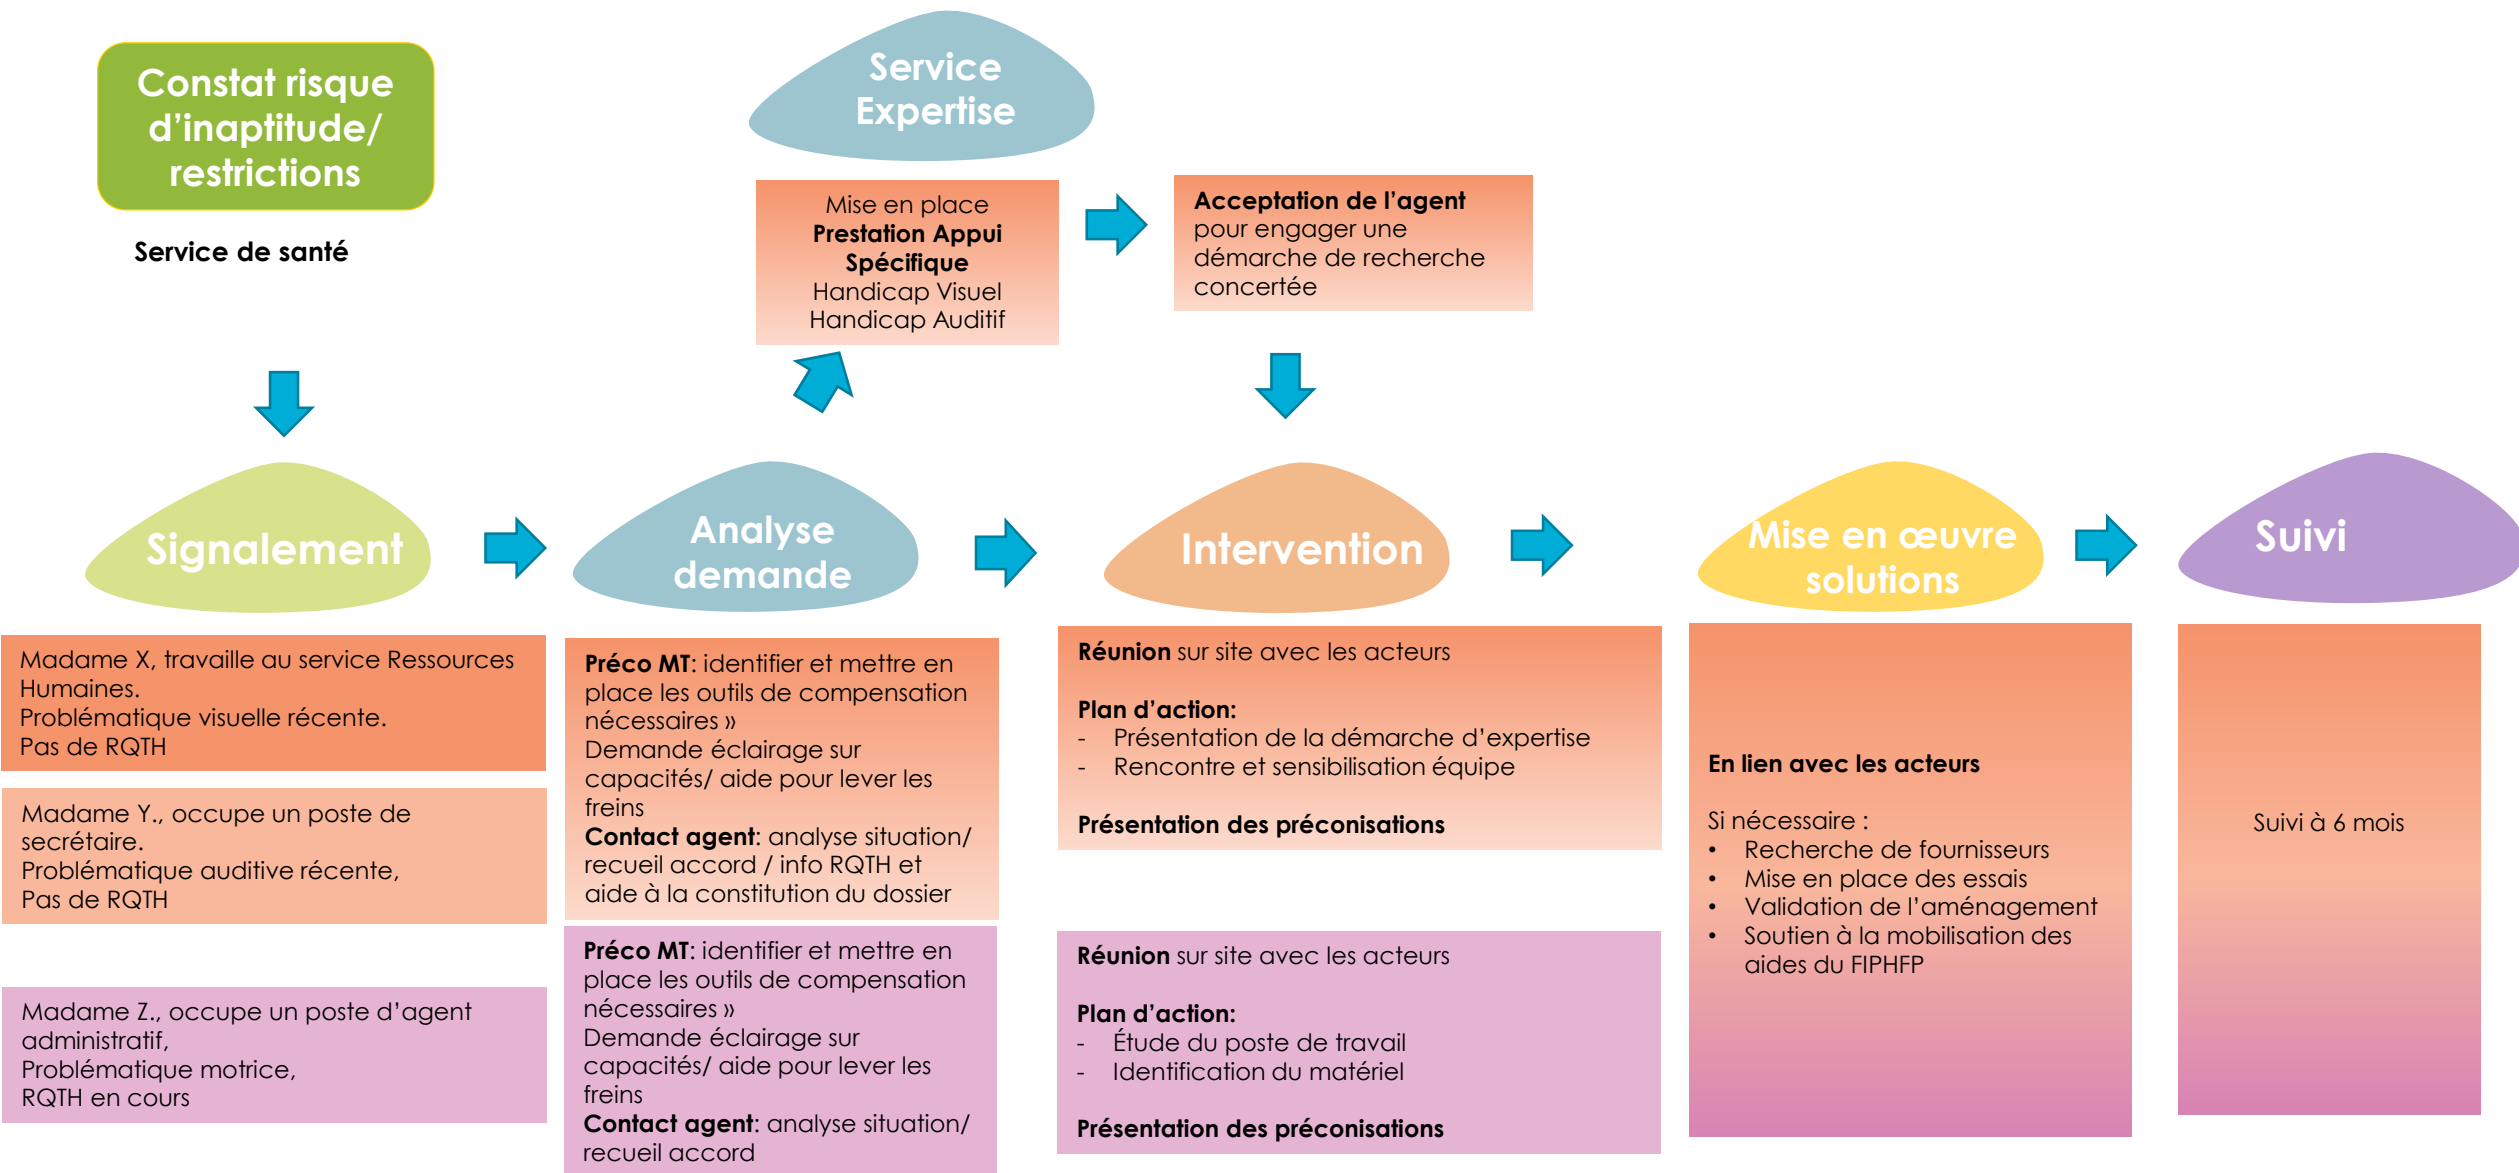 Constat risque
d'inaptitude/
restrictions
Service de santé
Service
Expertise
Mise en place
Prestation Appui
Spécifique
Handicap Visuel
Handicap Auditif
Acceptation de l'agent
pour engager une
démarche de recherche
concertée
Signalement
Analyse
demande
Intervention
Mise en œuvre
solutions
Suivi
Madame X, travaille au service Ressources
Humaines.
Problématique visuelle récente.
Pas de RQTH
Madame Y., occupe un poste de
secrétaire.
Problématique auditive récente,
Pas de RQTH
Madame Z., occupe un poste d'agent
administratif,
Problématique motrice,
RQTH en cours
Préco MT: identifier et mettre en
place les outils de compensation
nécessaires »
Demande éclairage sur
capacités/ aide pour lever les
freins
Contact agent: analyse situation/
recueil accord / info RQTH et
aide à la constitution du dossier
Préco MT: identifier et mettre en
place les outils de compensation
nécessaires »
Demande éclairage sur
capacités/ aide pour lever les
freins
Contact agent: analyse situation/
recueil accord
Réunion sur site avec les acteurs
Plan d'action:
- Présentation de la démarche d'expertise
- Rencontre et sensibilisation équipe
Présentation des préconisations
Réunion sur site avec les acteurs
Plan d'action:
- Étude du poste de travail
- Identification du matériel
Présentation des préconisations
En lien avec les acteurs
Si nécessaire :
• Recherche de fournisseurs
• Mise en place des essais
• Validation de l'aménagement
• Soutien à la mobilisation des
aides du FIPHFP
Suivi à 6 mois